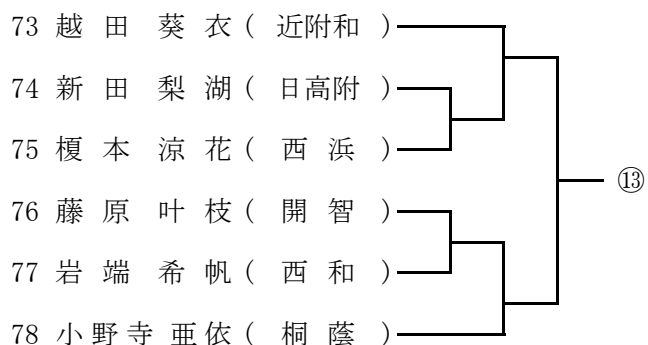 73 越田 葵衣 ( 近附和 )
74 新田 梨湖 ( 日高附 )
75 榎本 涼花 ( 西浜 )
⑬
76 藤原 叶枝 ( 開智 )
77 岩端 希帆 ( 西和 )
78 小野寺 亜依 ( 桐蔭 )